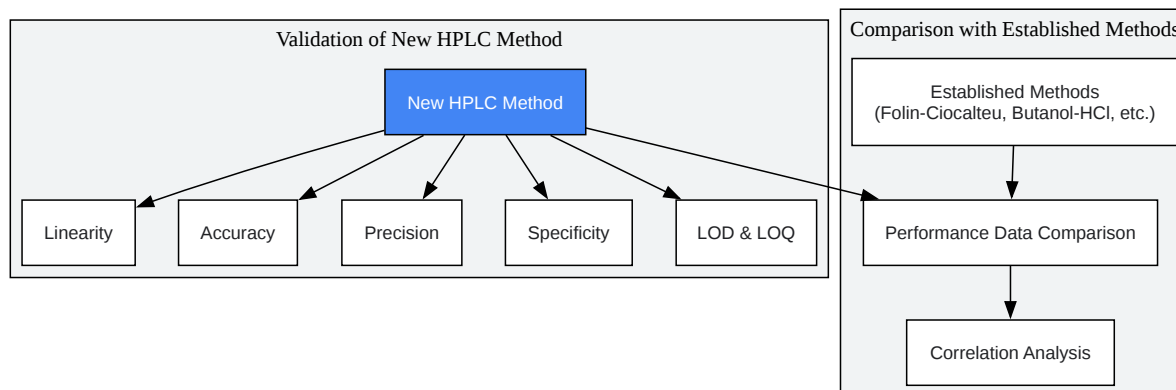 Validation of New HPLC Method
New HPLC Method
Linearity
Accuracy
Precision
Specificity
LOD & LOQ
Comparison with Established Methods
Established Methods
(Folin-Ciocalteu, Butanol-HCl, etc.)
Performance Data Comparison
Correlation Analysis